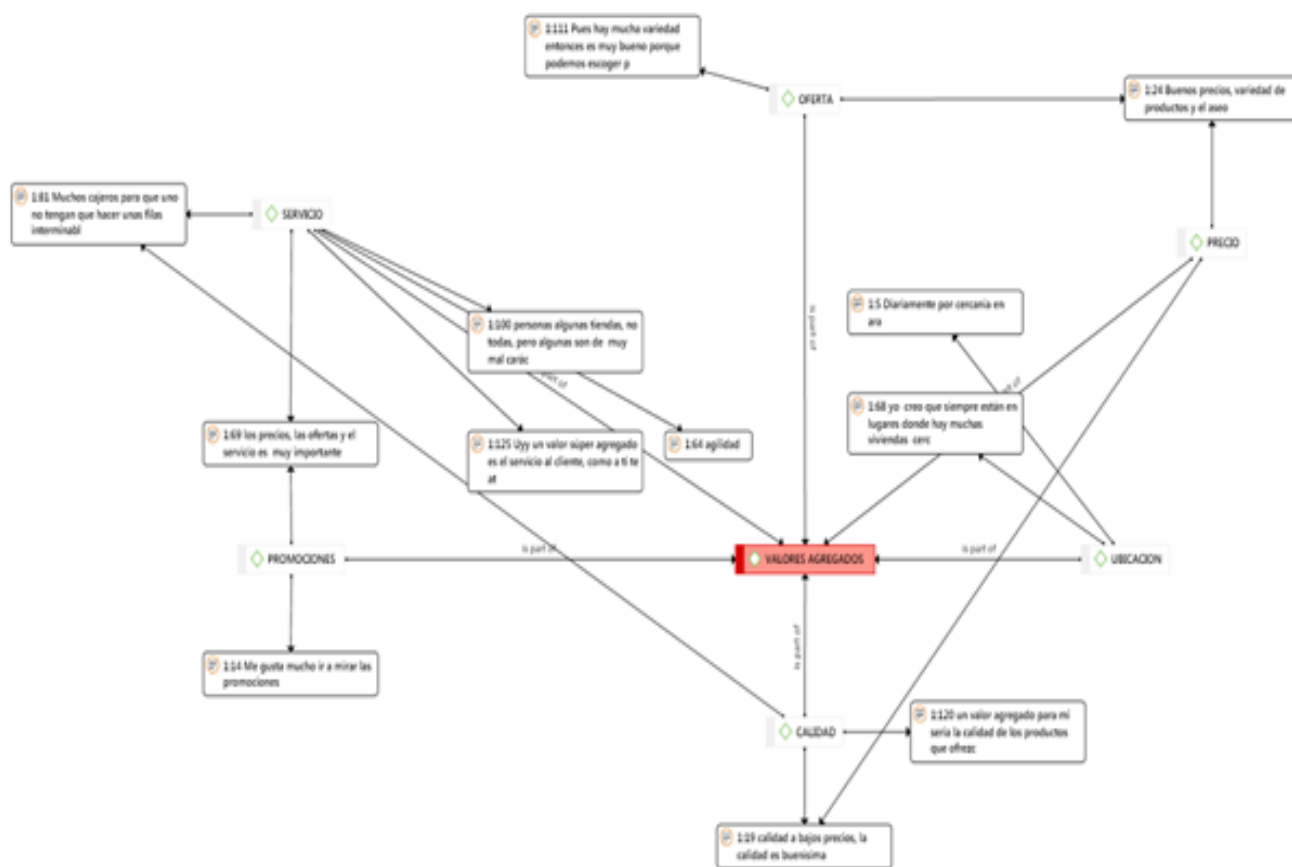 1:111 Pues hay mucha variedad
entonces es muy bueno porque
podemos escoger p
OFERTA
1:24 Buenos precios, variedad de
productos y el aseo
1:81 Muchos cajeros para que uno
no tengan que hacer unas filas
interminabl
SERVICIO
PRECIO
1:5 Diariamente por cercania en
ara
1:100 personas algunas tiendas, no
todas, pero algunas son de muy
mal carác
is part of
part of
of
1:68 yo creo que siempre están en
lugares donde hay muchas
viviendas cerc
1:69 los precios, las ofertas y el
servicio es muy importante
1:125 Uyy un valor súper agregado
es el servicio al cliente, como a ti te
at
1:64 agilidad
PROMOCIONES
is part of
VALORES AGREGADOS
is part of
UBICACION
is part of
1:14 Me gusta mucho ir a mirar las
promociones
CALIDAD
1:120 un valor agregado para mi
seria la calidad de los productos
que ofrezc
1:19 calidad a bajos precios, la
calidad es buenisima